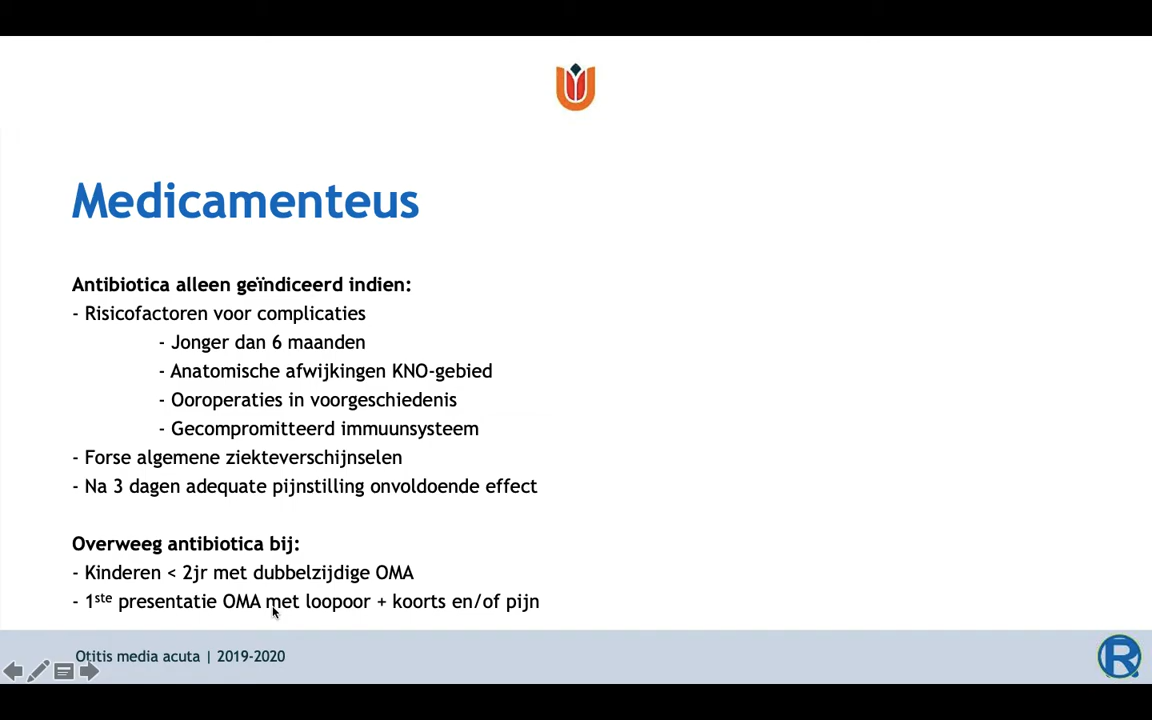 Medicamenteus
Antibiotica alleen geïndiceerd indien:
- Risicofactoren voor complicaties
- Jonger dan 6 maanden
- Anatomische afwijkingen KNO-gebied
- Ooroperaties in voorgeschiedenis
- Gecompromitteerd immuunsysteem
- Forse algemene ziekteverschijnselen
- Na 3 dagen adequate pijnstilling onvoldoende effect
Overweeg antibiotica bij:
- Kinderen < 2jr met dubbelzijdige OMA
- 1ste presentatie OMA met loopoor + koorts en/of pijn
Otitis media acuta | 2019-2020
R